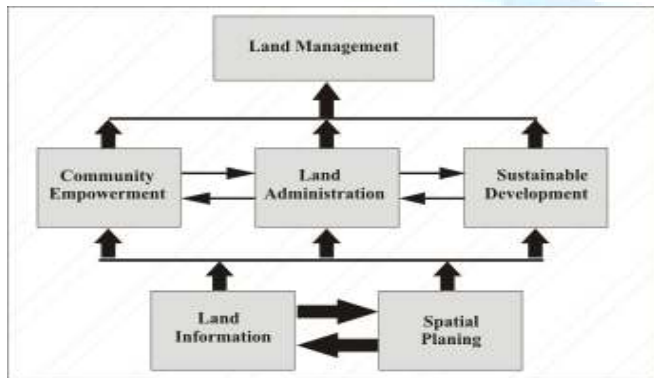 Land Management
Community
Empowerment
Land
Administration
Sustainable
Development
Land
Information
Spatial
Planing